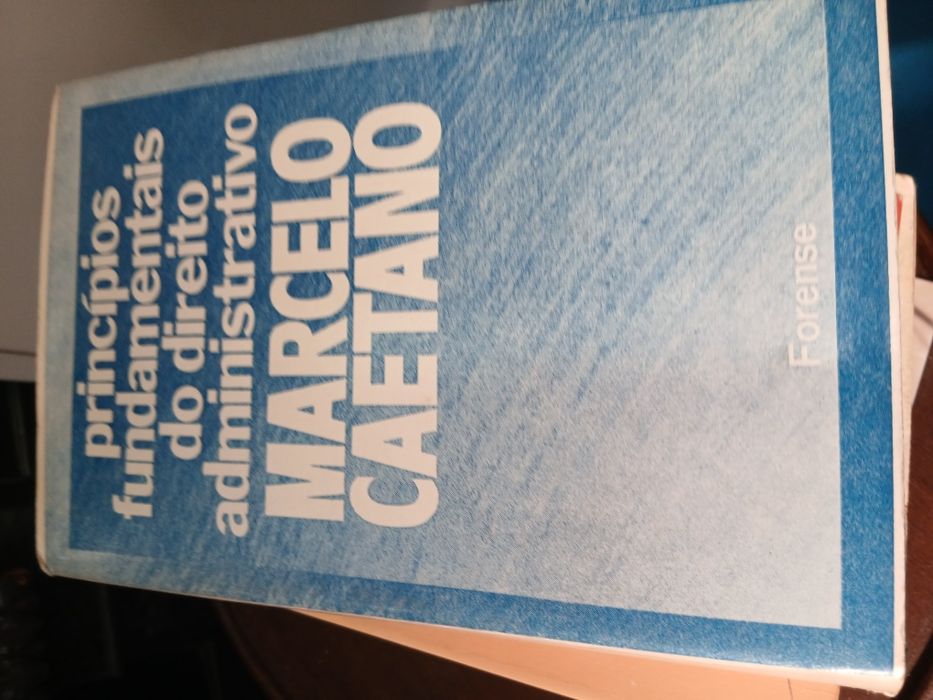 princípios
fundamentais
do direito
administrativo
MARCELO
CAETANO
Forense